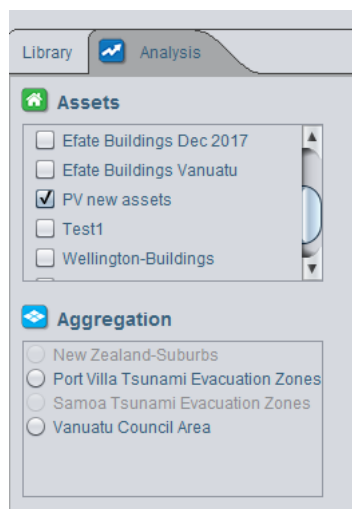 Library
Analysis
Assets
Efate Buildings Dec 2017
Efate Buildings Vanuatu
PV new assets
Test1
Wellington-Buildings
Aggregation
New Zealand-Suburbs
Port Villa Tsunami Evacuation Zones
Samoa Tsunami Evacuation Zones
Vanuatu Council Area